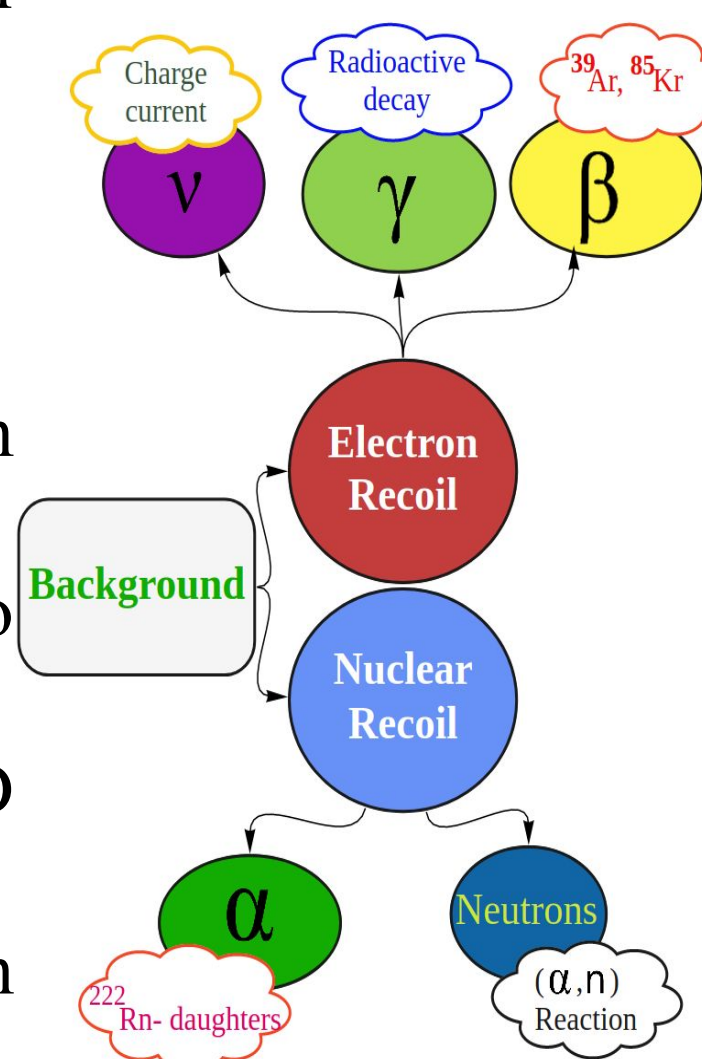 Charge
current
Radioactive
decay
³⁹Ar, ⁸⁵Kr
ν
γ
β
Electron
Recoil
Background
Nuclear
Recoil
α
Neutrons
²²²Rn- daughters
(α,n)
Reaction